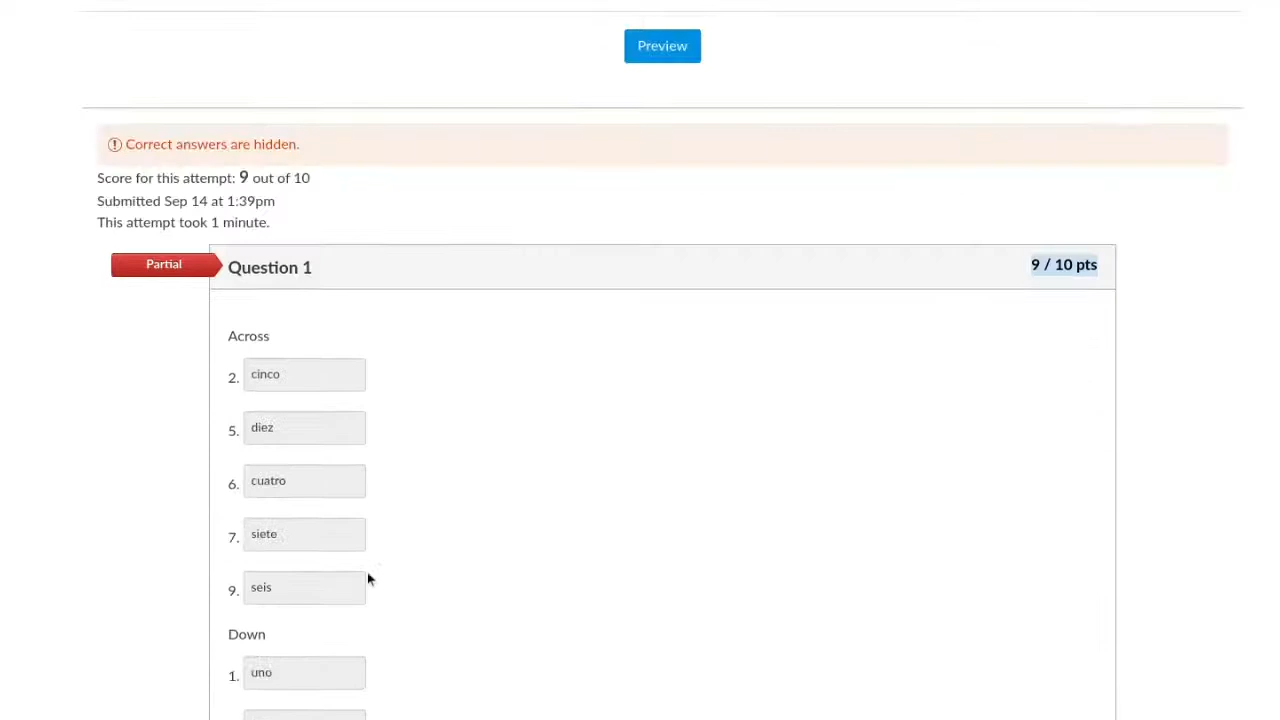 Preview
Correct answers are hidden.
Score for this attempt: 9 out of 10
Submitted Sep 14 at 1:39pm
This attempt took 1 minute.
Partial
Question 1
9 / 10 pts
Across
2. cinco
5. diez
6. cuatro
7. siete
9. seis
Down
1. uno